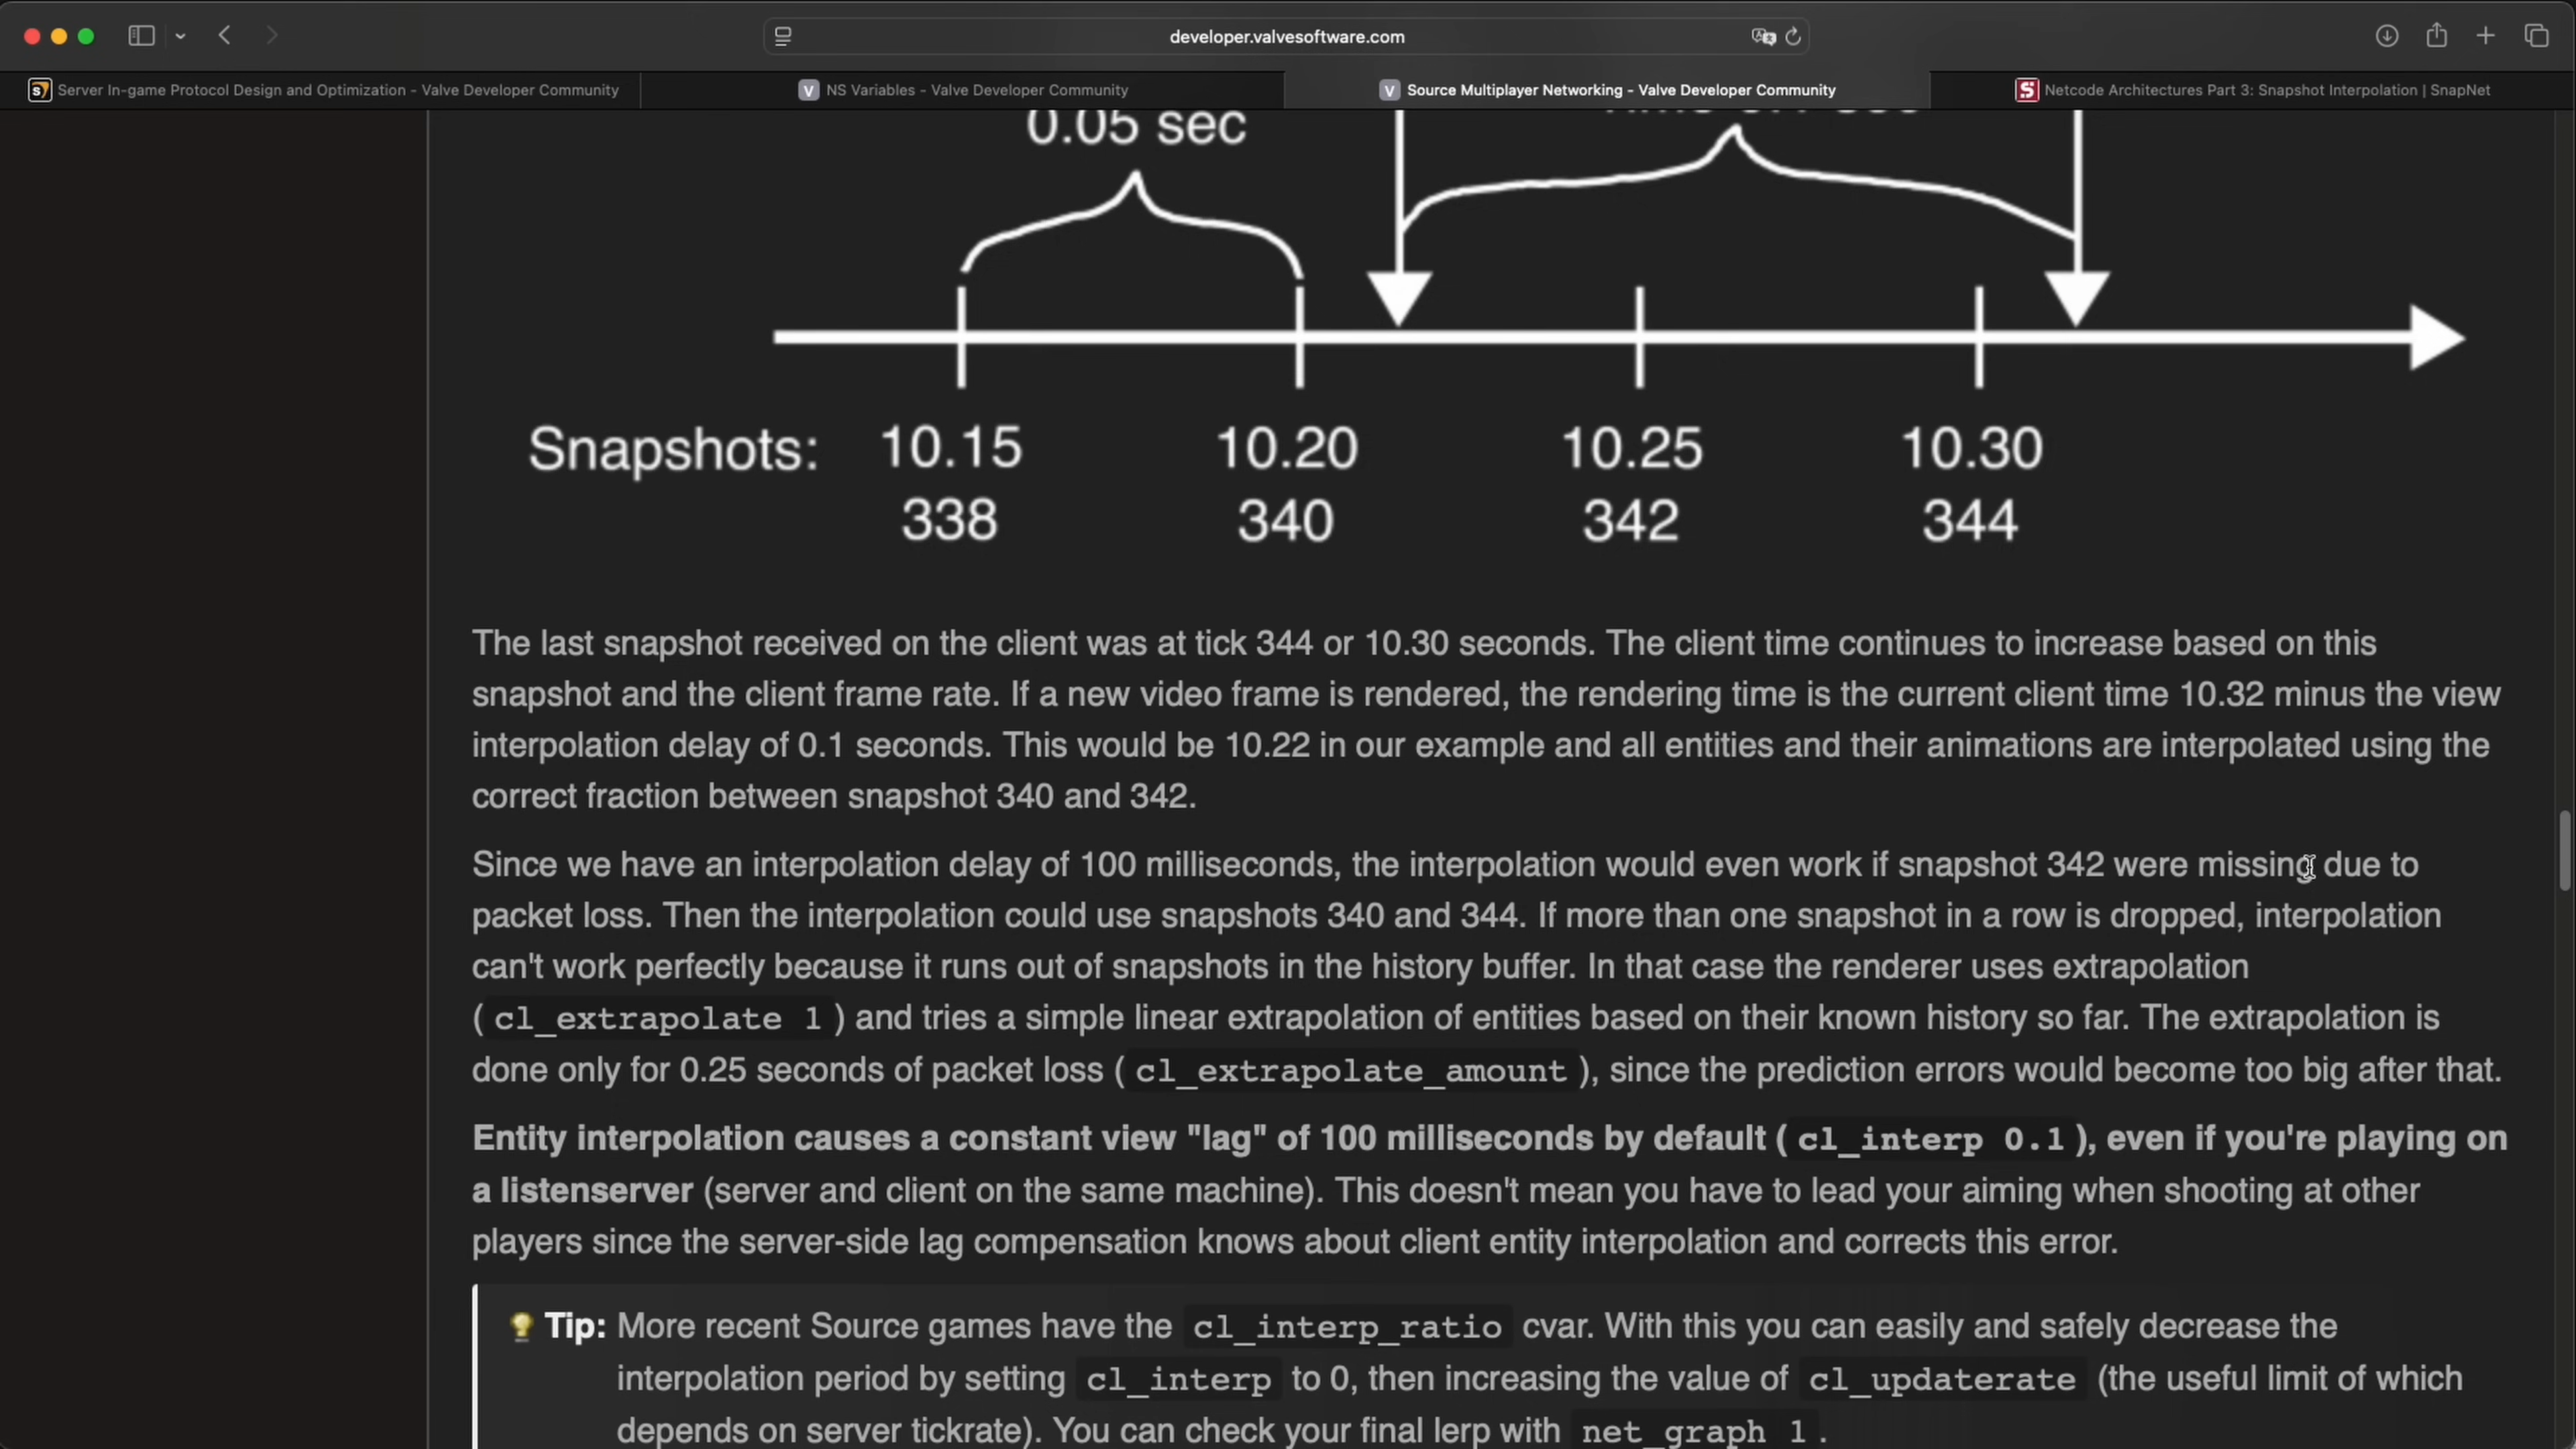 developer.valvesoftware.com
Server In-game Protocol Design and Optimization - Valve Developer Community
NS Variables - Valve Developer Community
Source Multiplayer Networking - Valve Developer Community
Netcode Architectures Part 3: Snapshot Interpolation | SnapNet
0.05 sec
Snapshots: 10.15 10.20 10.25 10.30
338 340 342 344
The last snapshot received on the client was at tick 344 or 10.30 seconds. The client time continues to increase based on this
snapshot and the client frame rate. If a new video frame is rendered, the rendering time is the current client time 10.32 minus the view
interpolation delay of 0.1 seconds. This would be 10.22 in our example and all entities and their animations are interpolated using the
correct fraction between snapshot 340 and 342.
Since we have an interpolation delay of 100 milliseconds, the interpolation would even work if snapshot 342 were missing due to
packet loss. Then the interpolation could use snapshots 340 and 344. If more than one snapshot in a row is dropped, interpolation
can't work perfectly because it runs out of snapshots in the history buffer. In that case the renderer uses extrapolation
( cl_extrapolate 1 ) and tries a simple linear extrapolation of entities based on their known history so far. The extrapolation is
done only for 0.25 seconds of packet loss ( cl_extrapolate_amount ), since the prediction errors would become too big after that.
Entity interpolation causes a constant view "lag" of 100 milliseconds by default ( cl_interp 0.1 ), even if you're playing on
a listenserver (server and client on the same machine). This doesn't mean you have to lead your aiming when shooting at other
players since the server-side lag compensation knows about client entity interpolation and corrects this error.
Tip: More recent Source games have the cl_interp_ratio cvar. With this you can easily and safely decrease the
interpolation period by setting cl_interp to 0, then increasing the value of cl_updaterate (the useful limit of which
depends on server tickrate). You can check your final lerp with net_graph 1 .